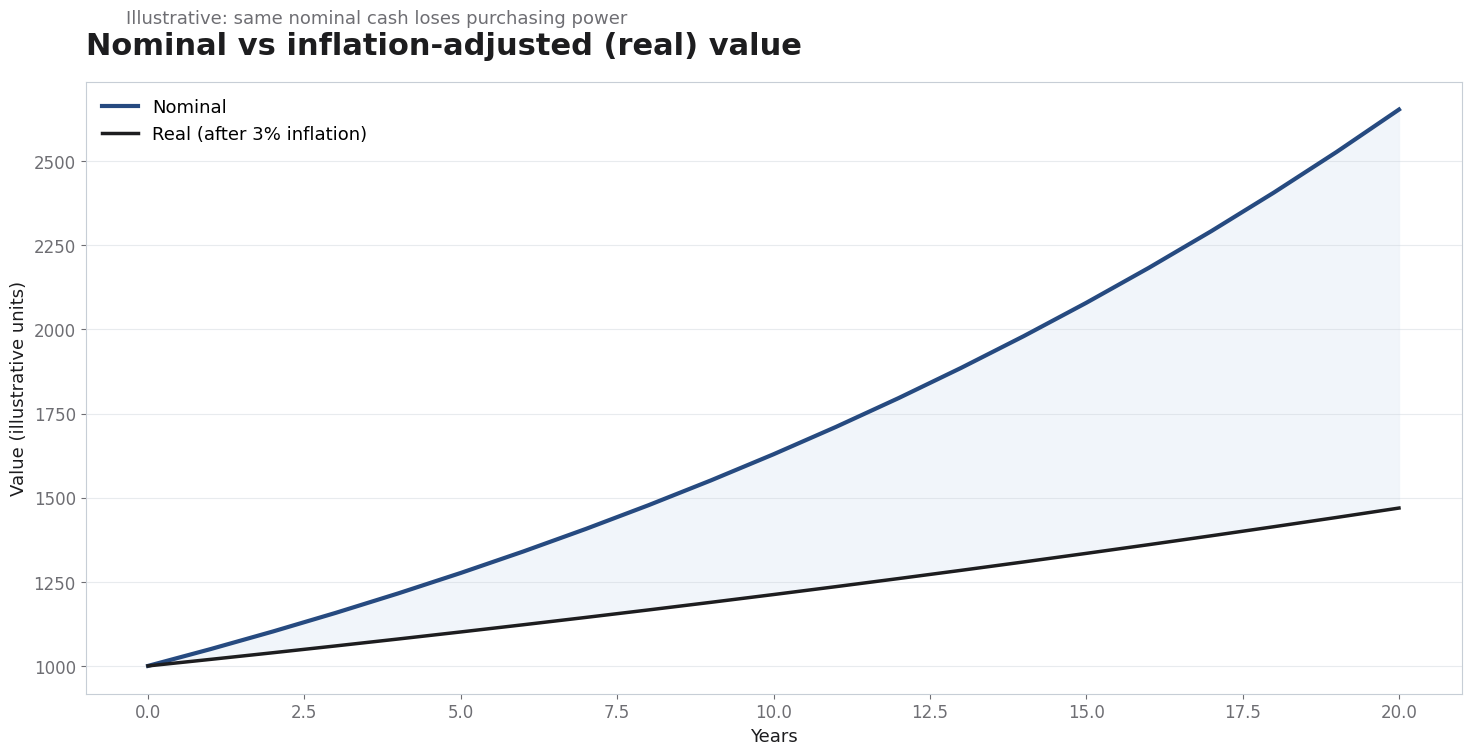 Illustrative: same nominal cash loses purchasing power
Nominal vs inflation-adjusted (real) value
Nominal
Real (after 3% inflation)
Value (illustrative units)
2500
2250
2000
1750
1500
1250
1000
0.0 2.5 5.0 7.5 10.0 12.5 15.0 17.5 20.0
Years